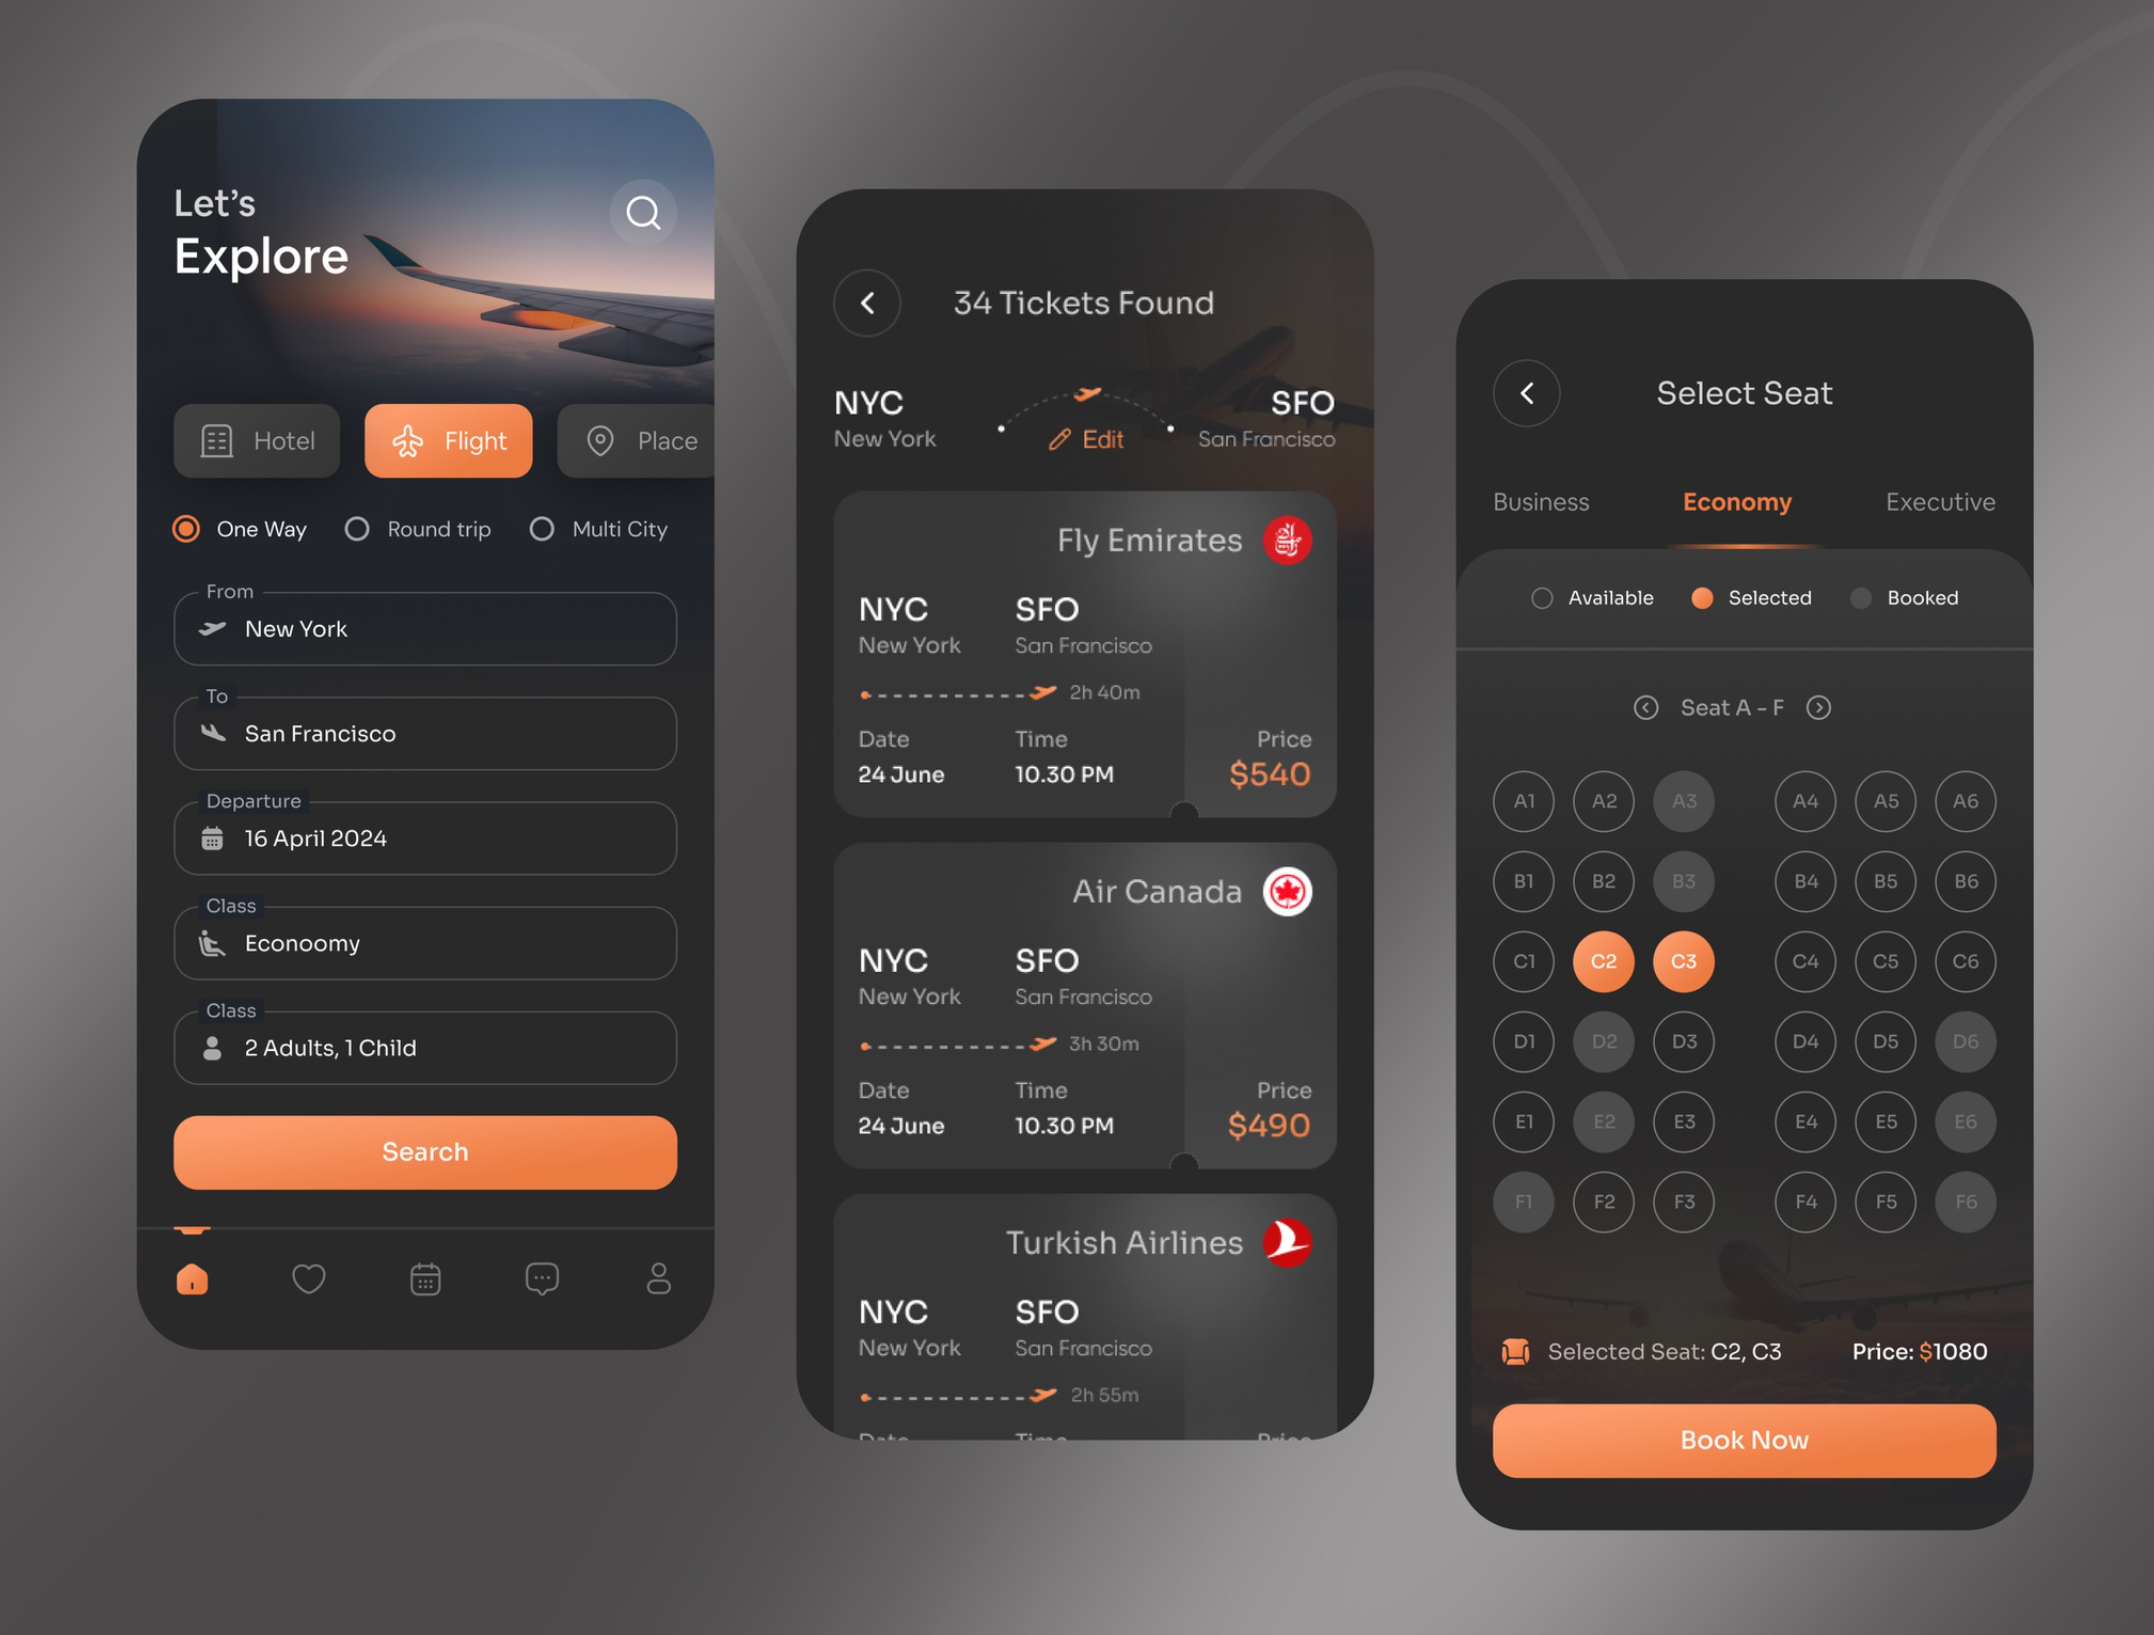 Let's
Explore
Hotel
Flight
Place
One Way
Round trip
Multi City
From
New York
To
San Francisco
Departure
16 April 2024
Class
Econoomy
Class
2 Adults, 1 Child
Search
34 Tickets Found
NYC
SFO
New York
Edit
San Francisco
Fly Emirates
NYC
SFO
New York
San Francisco
2h 40m
Date
Time
Price
24 June
10.30 PM
$540
Air Canada
NYC
SFO
New York
San Francisco
3h 30m
Date
Time
Price
24 June
10.30 PM
$490
Turkish Airlines
NYC
SFO
New York
San Francisco
2h 55m
Date
Time
Price
Select Seat
Business
Economy
Executive
Available
Selected
Booked
Seat A - F
A1 A2 A3 A4 A5 A6
B1 B2 B3 B4 B5 B6
C1 C2 C3 C4 C5 C6
D1 D2 D3 D4 D5 D6
E1 E2 E3 E4 E5 E6
F1 F2 F3 F4 F5 F6
Selected Seat: C2, C3
Price: $1080
Book Now